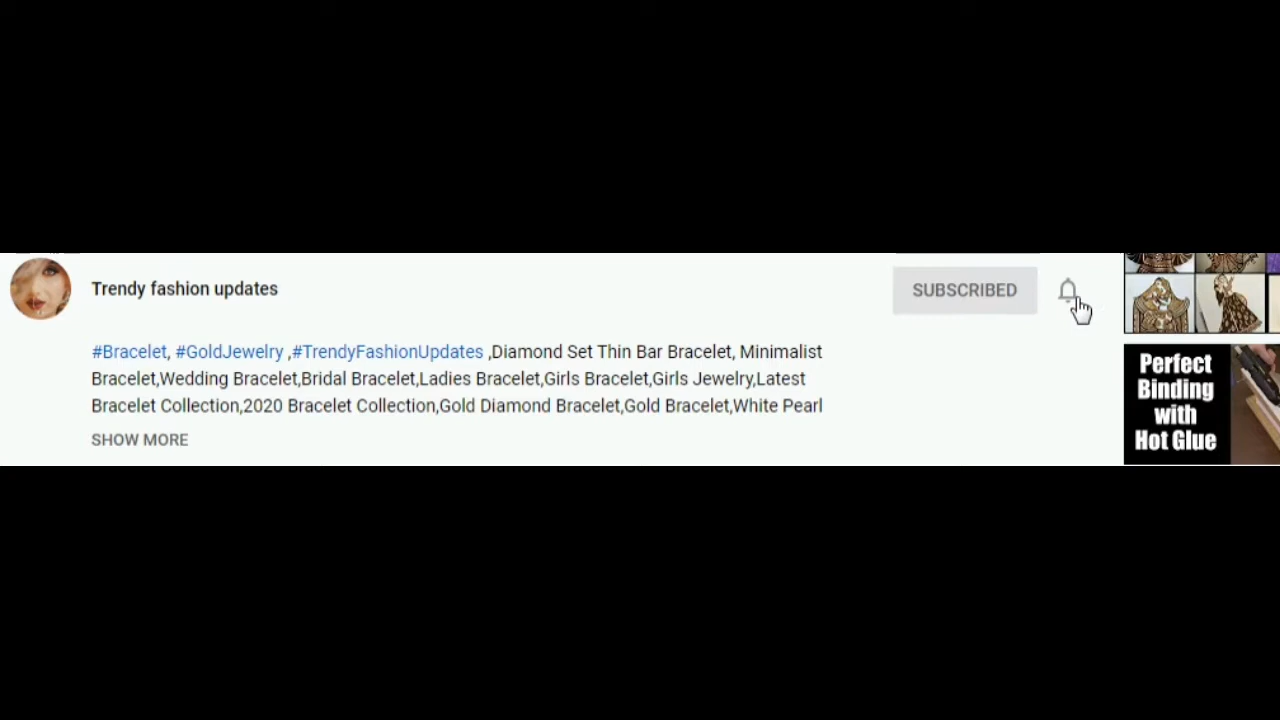 Trendy fashion updates
SUBSCRIBED
#Bracelet, #GoldJewelry ,#TrendyFashionUpdates ,Diamond Set Thin Bar Bracelet, Minimalist
Bracelet,Wedding Bracelet,Bridal Bracelet,Ladies Bracelet,Girls Bracelet,Girls Jewelry,Latest
Bracelet Collection,2020 Bracelet Collection,Gold Diamond Bracelet,Gold Bracelet,White Pearl
SHOW MORE
Perfect
Binding
with
Hot Glue